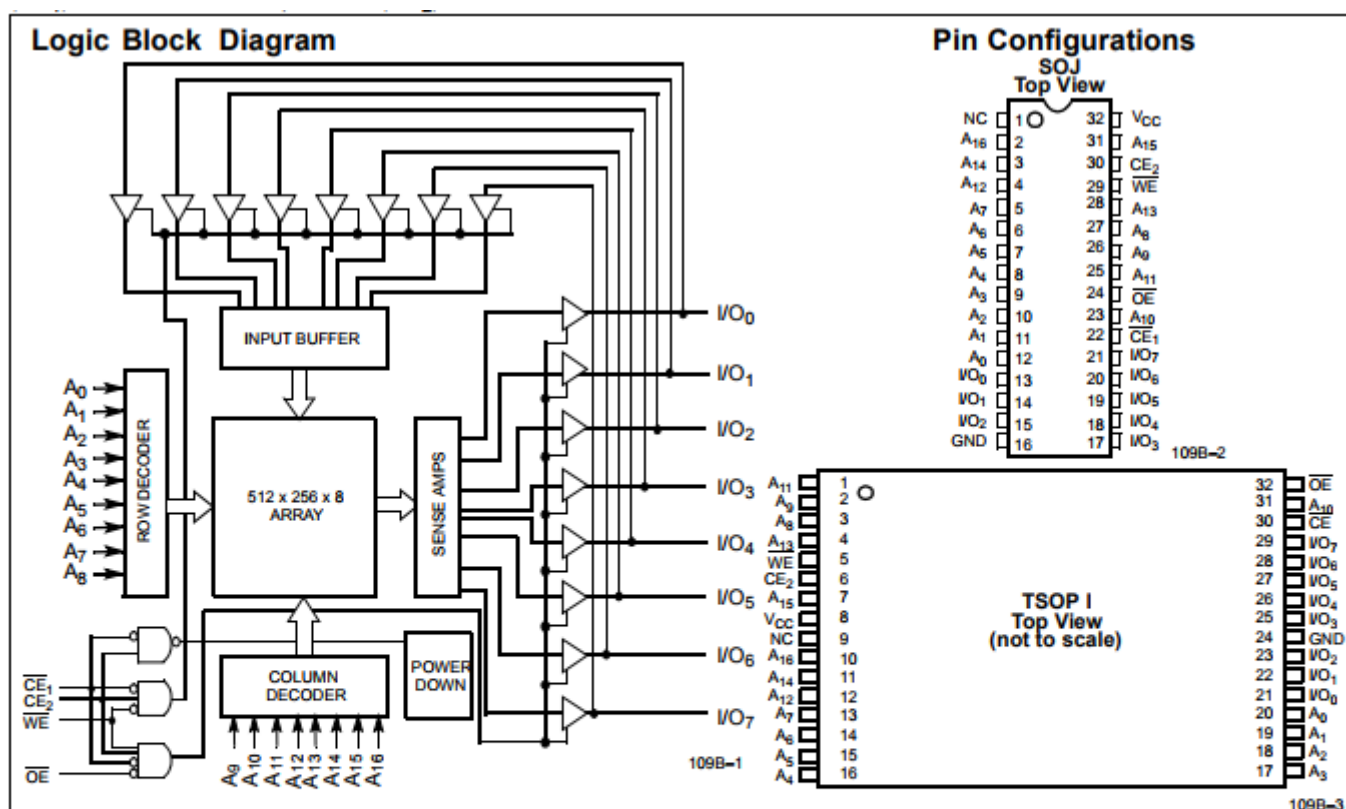 Logic Block Diagram
INPUT BUFFER
A0
A1
A2
A3
A4
A5
A6
A7
A8
ROW DECODER
512 x 256 x 8
ARRAY
SENSE AMPS
I/O0
I/O1
I/O2
I/O3
I/O4
I/O5
I/O6
I/O7
COLUMN
DECODER
POWER
DOWN
C̅E̅1
CE2
W̅E̅
O̅E̅
A9
A10
A11
A12
A13
A14
A15
A16
109B–1
Pin Configurations
SOJ
Top View
NC 1 32 VCC
A16 2 31 A15
A14 3 30 CE2
A12 4 29 W̅E̅
A7 5 28 A13
A6 6 27 A8
A5 7 26 A9
A4 8 25 A11
A3 9 24 O̅E̅
A2 10 23 A10
A1 11 22 C̅E̅1
A0 12 21 I/O7
I/O0 13 20 I/O6
I/O1 14 19 I/O5
I/O2 15 18 I/O4
GND 16 17 I/O3
109B–2
A11 1 32 O̅E̅
A9 2 31 A10
A8 3 30 C̅E̅
A13 4 29 I/O7
W̅E̅ 5 28 I/O6
CE2 6 27 I/O5
A15 7 26 I/O4
VCC 8 25 I/O3
NC 9 24 GND
A16 10 23 I/O2
A14 11 22 I/O1
A12 12 21 I/O0
A7 13 20 A0
A6 14 19 A1
A5 15 18 A2
A4 16 17 A3
TSOP I
Top View
(not to scale)
109B–3